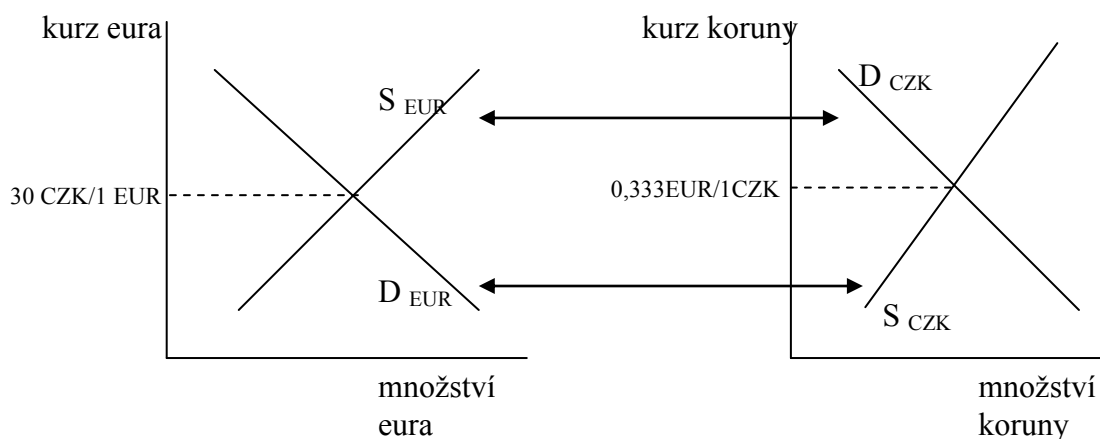 kurz eura
kurz koruny
S EUR
D CZK
30 CZK/1 EUR
0,333EUR/1CZK
D EUR
S CZK
množství
eura
množství
koruny